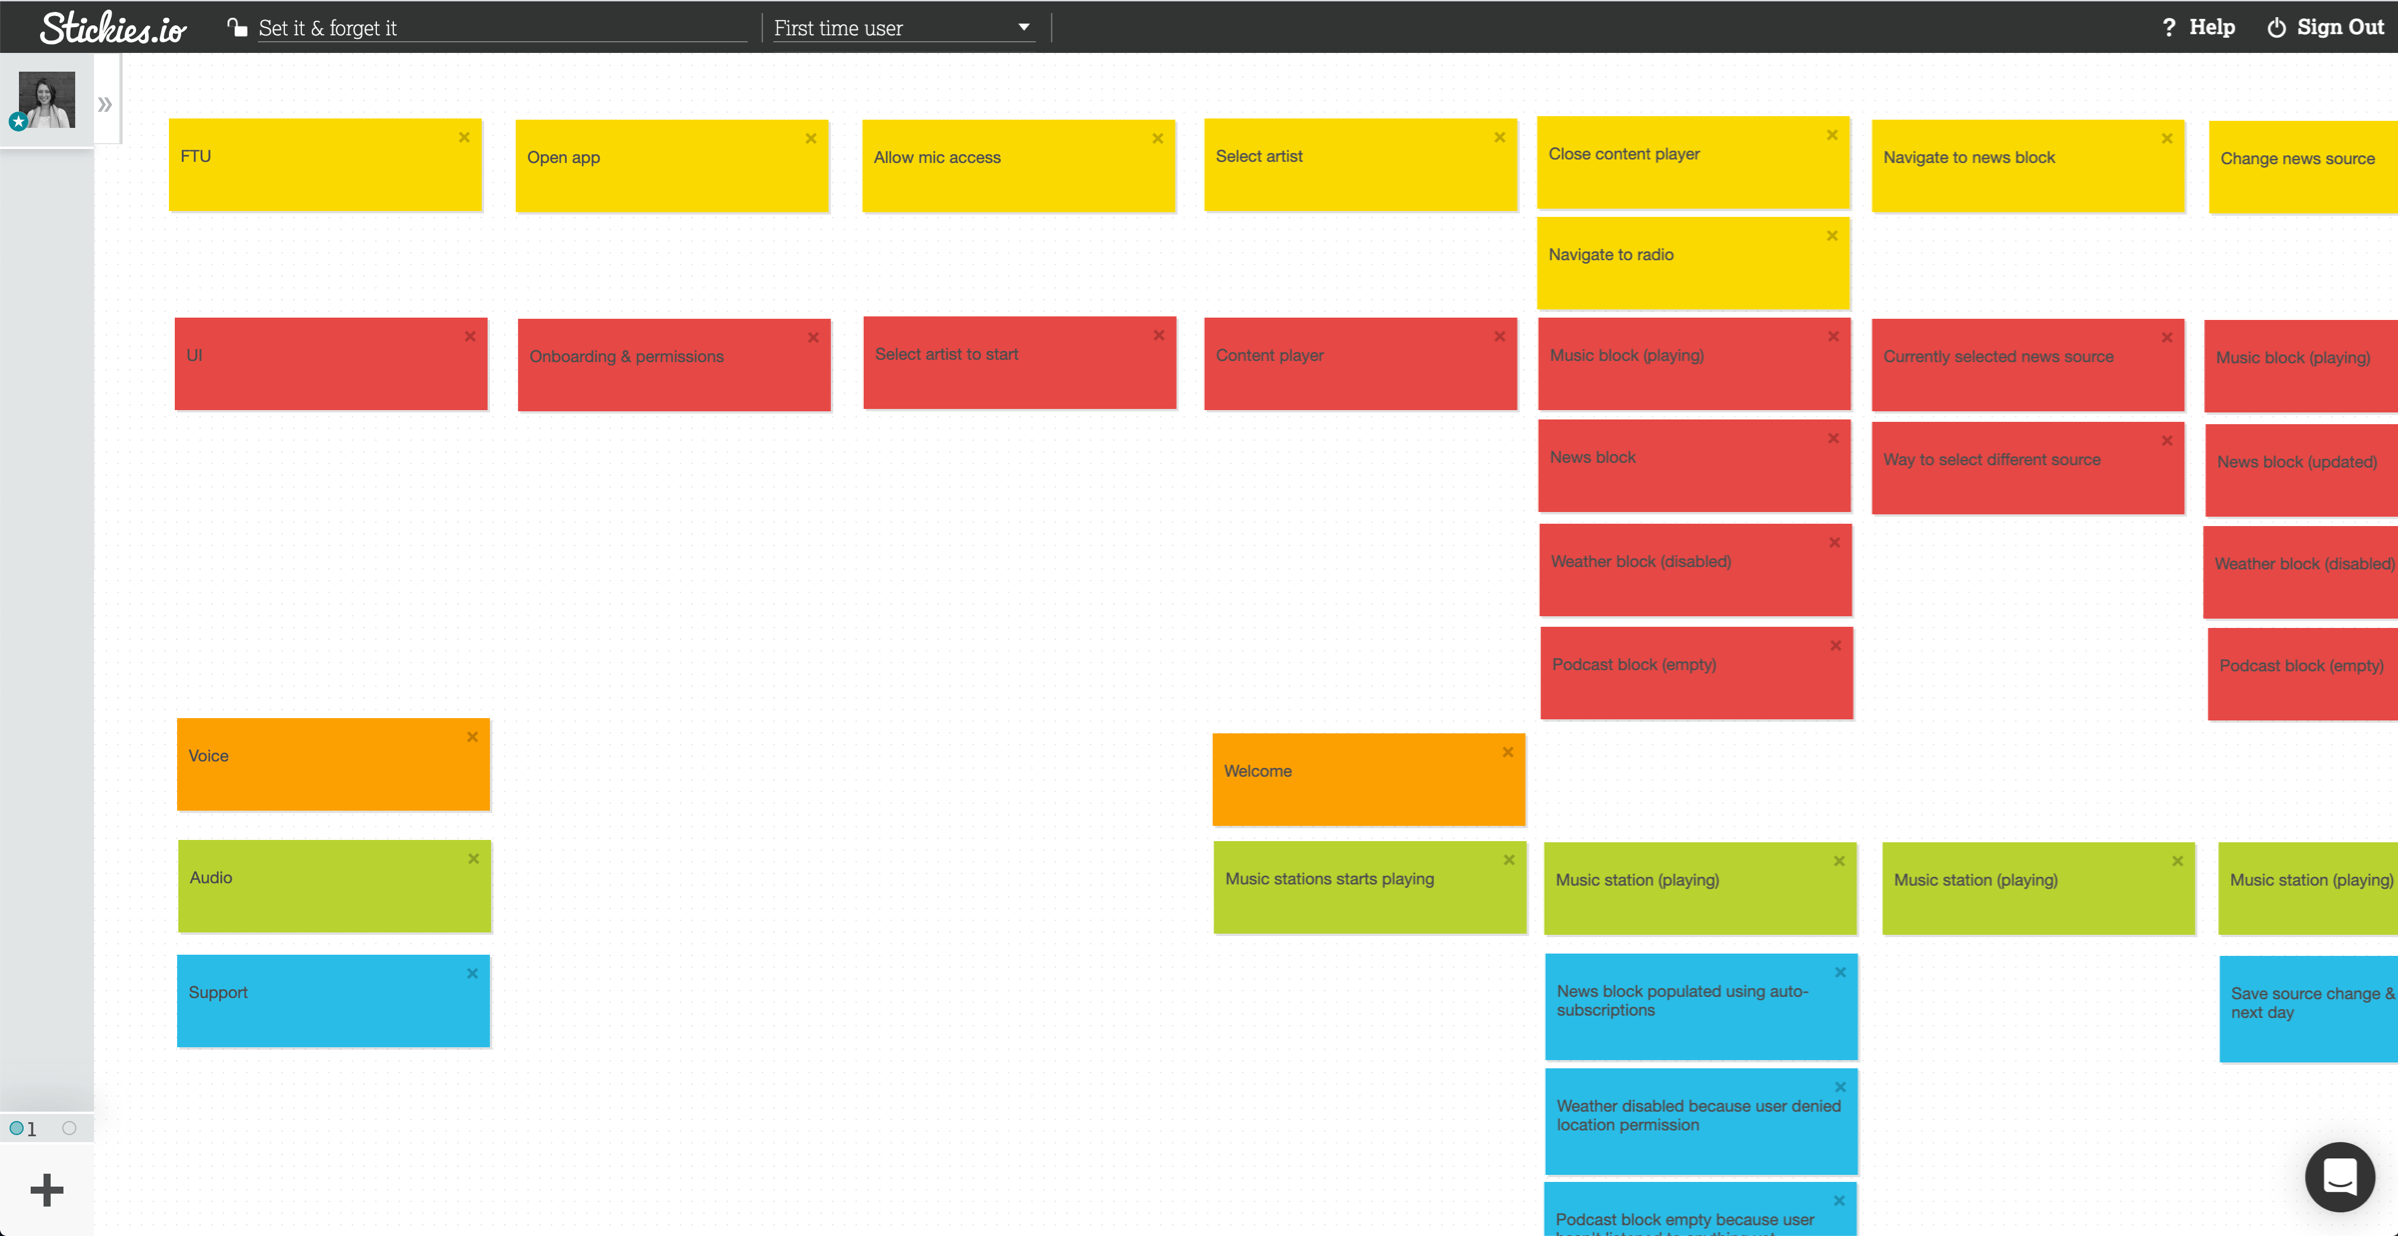 Stickies.io
Set it & forget it
First time user
? Help
Sign Out
FTU
Open app
Allow mic access
Select artist
Close content player
Navigate to news block
Change news source
Navigate to radio
UI
Onboarding & permissions
Select artist to start
Content player
Music block (playing)
Currently selected news source
Music block (playing)
News block
Way to select different source
News block (updated)
Weather block (disabled)
Weather block (disabled)
Podcast block (empty)
Podcast block (empty)
Voice
Welcome
Audio
Music stations starts playing
Music station (playing)
Music station (playing)
Music station (playing)
Support
News block populated using auto-
subscriptions
Save source change &
next day
Weather disabled because user denied
location permission
1
Podcast block empty because user